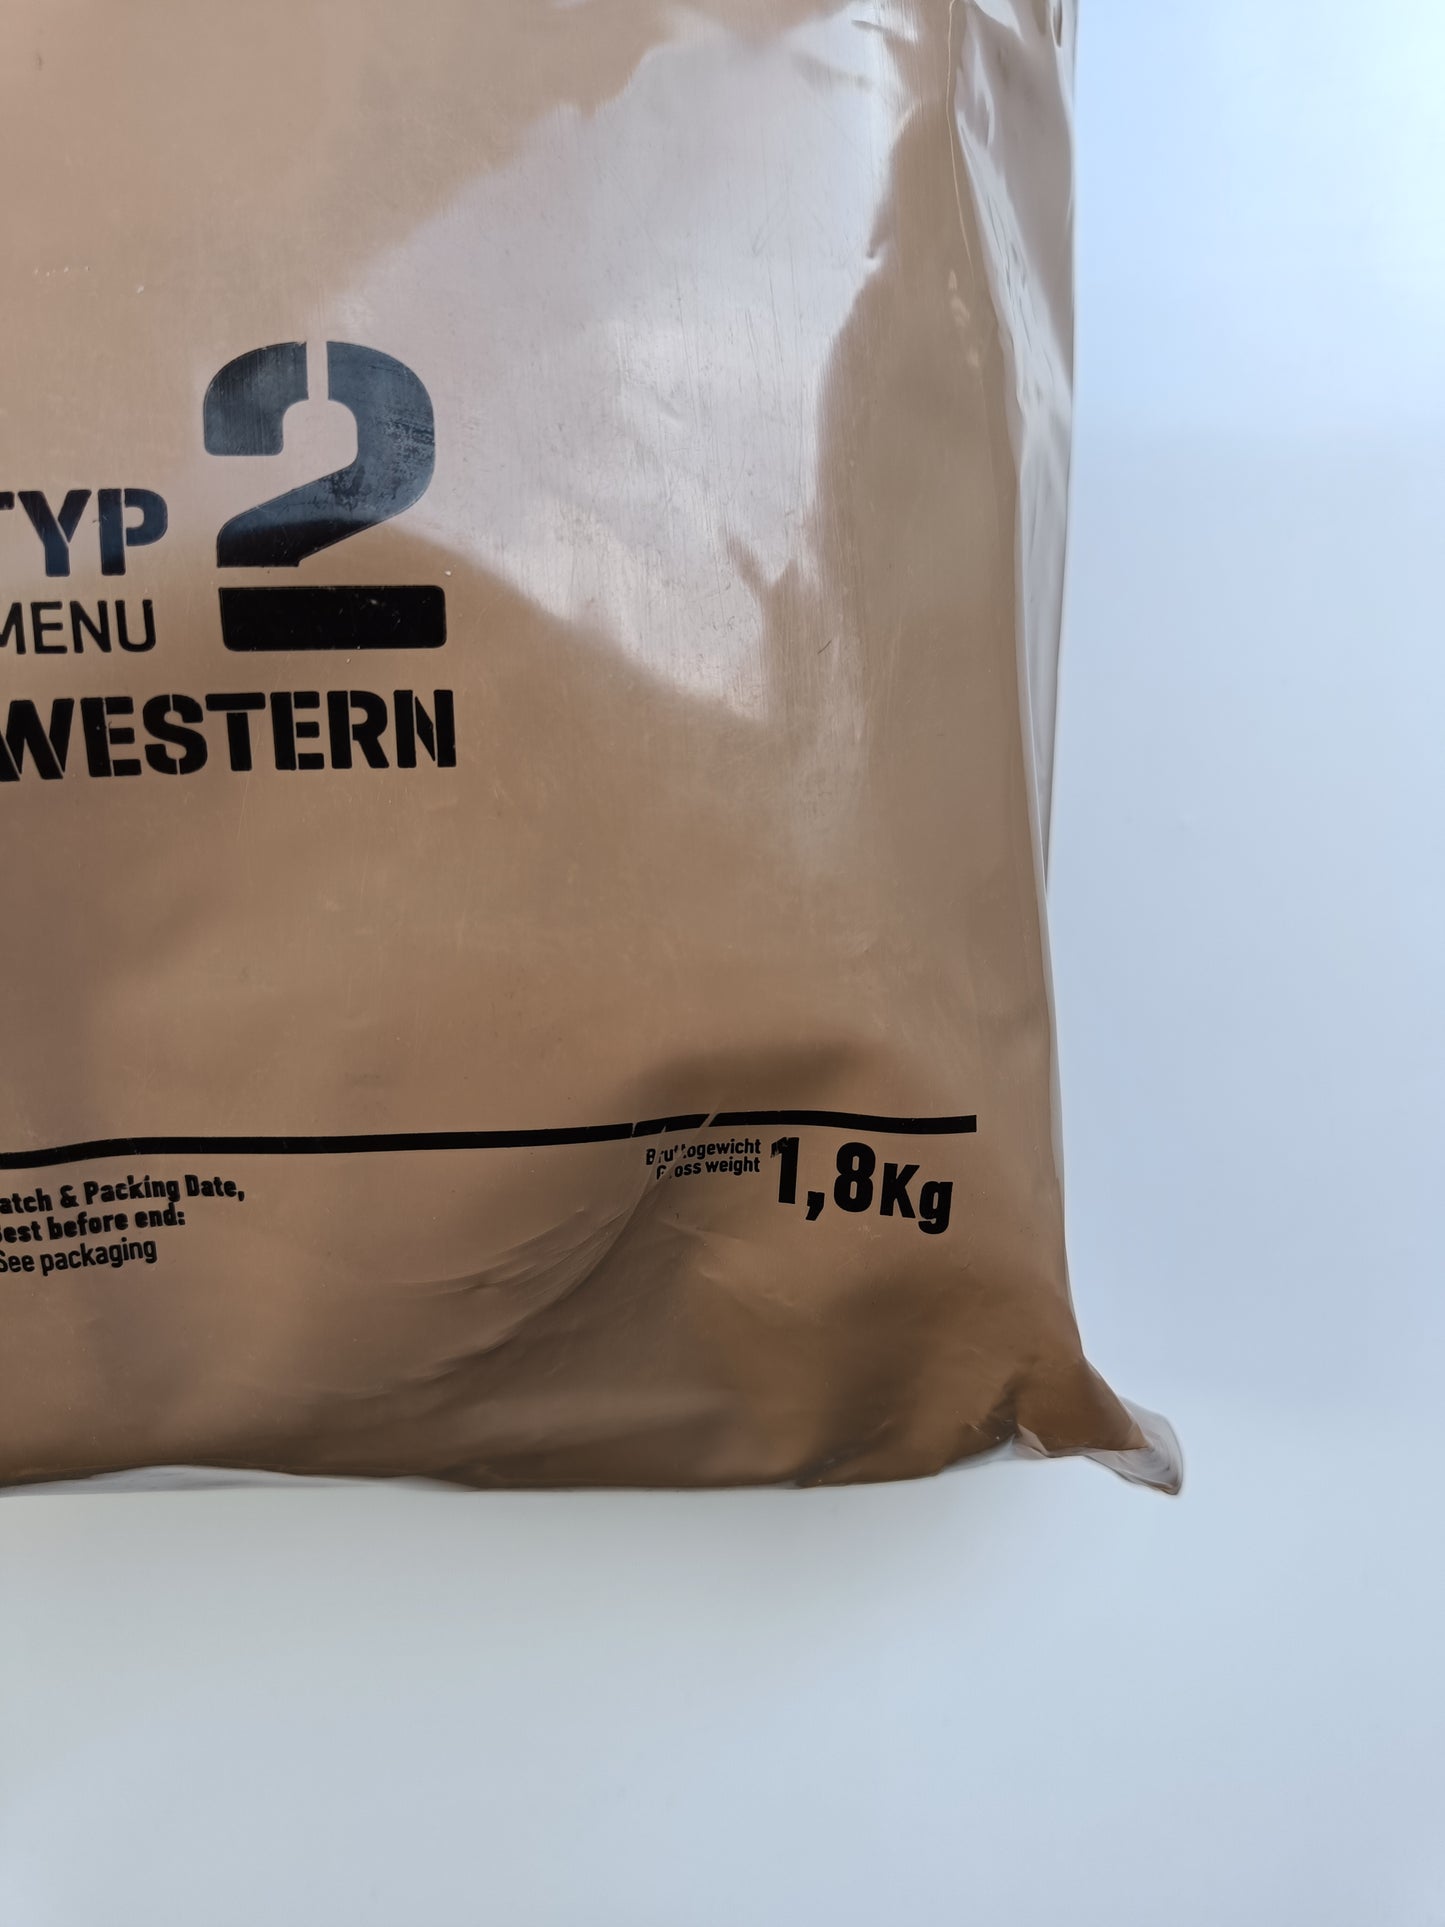 TYP 2
MENU
WESTERN
Bruttogewicht
Gross weight
1,8Kg
atch & Packing Date,
Best before end:
See packaging